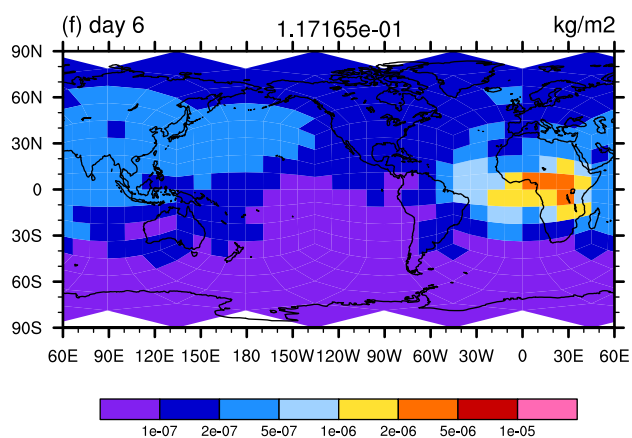 (f) day 6 1.17165e-01 kg/m2
90N
60N
30N
0
30S
60S
90S
60E 90E 120E 150E 180 150W 120W 90W 60W 30W 0 30E 60E
1e-07 2e-07 5e-07 1e-06 2e-06 5e-06 1e-05